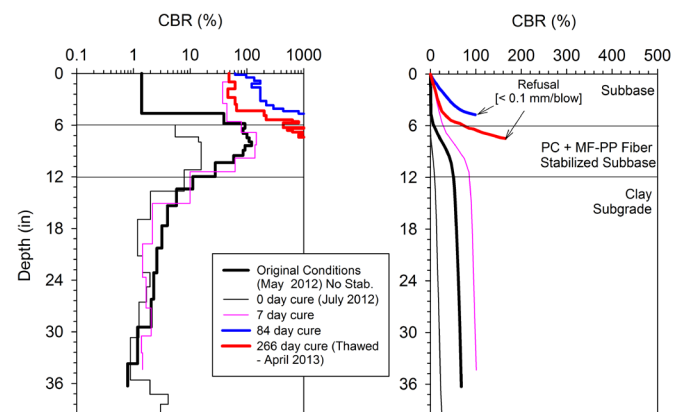 CBR (%)
0.1 1 10 100 1000
0
6
12
18
24
30
36
Depth (in)
Original Conditions
(May 2012) No Stab.
0 day cure (July 2012)
7 day cure
84 day cure
266 day cure (Thawed
- April 2013)
CBR (%)
0 100 200 300 400 500
0
6
12
18
24
30
36
Subbase
Refusal
[< 0.1 mm/blow]
PC + MF-PP Fiber
Stabilized Subbase
Clay
Subgrade